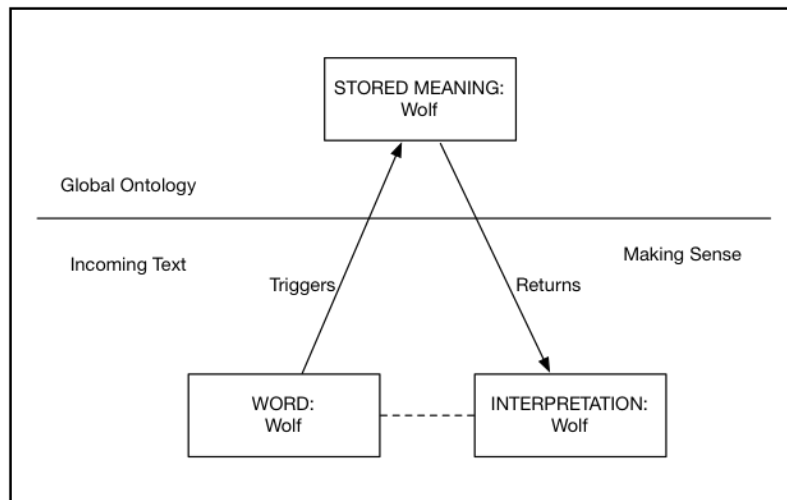 STORED MEANING:
Wolf
Global Ontology
Incoming Text
Making Sense
Triggers
Returns
WORD:
Wolf
INTERPRETATION:
Wolf